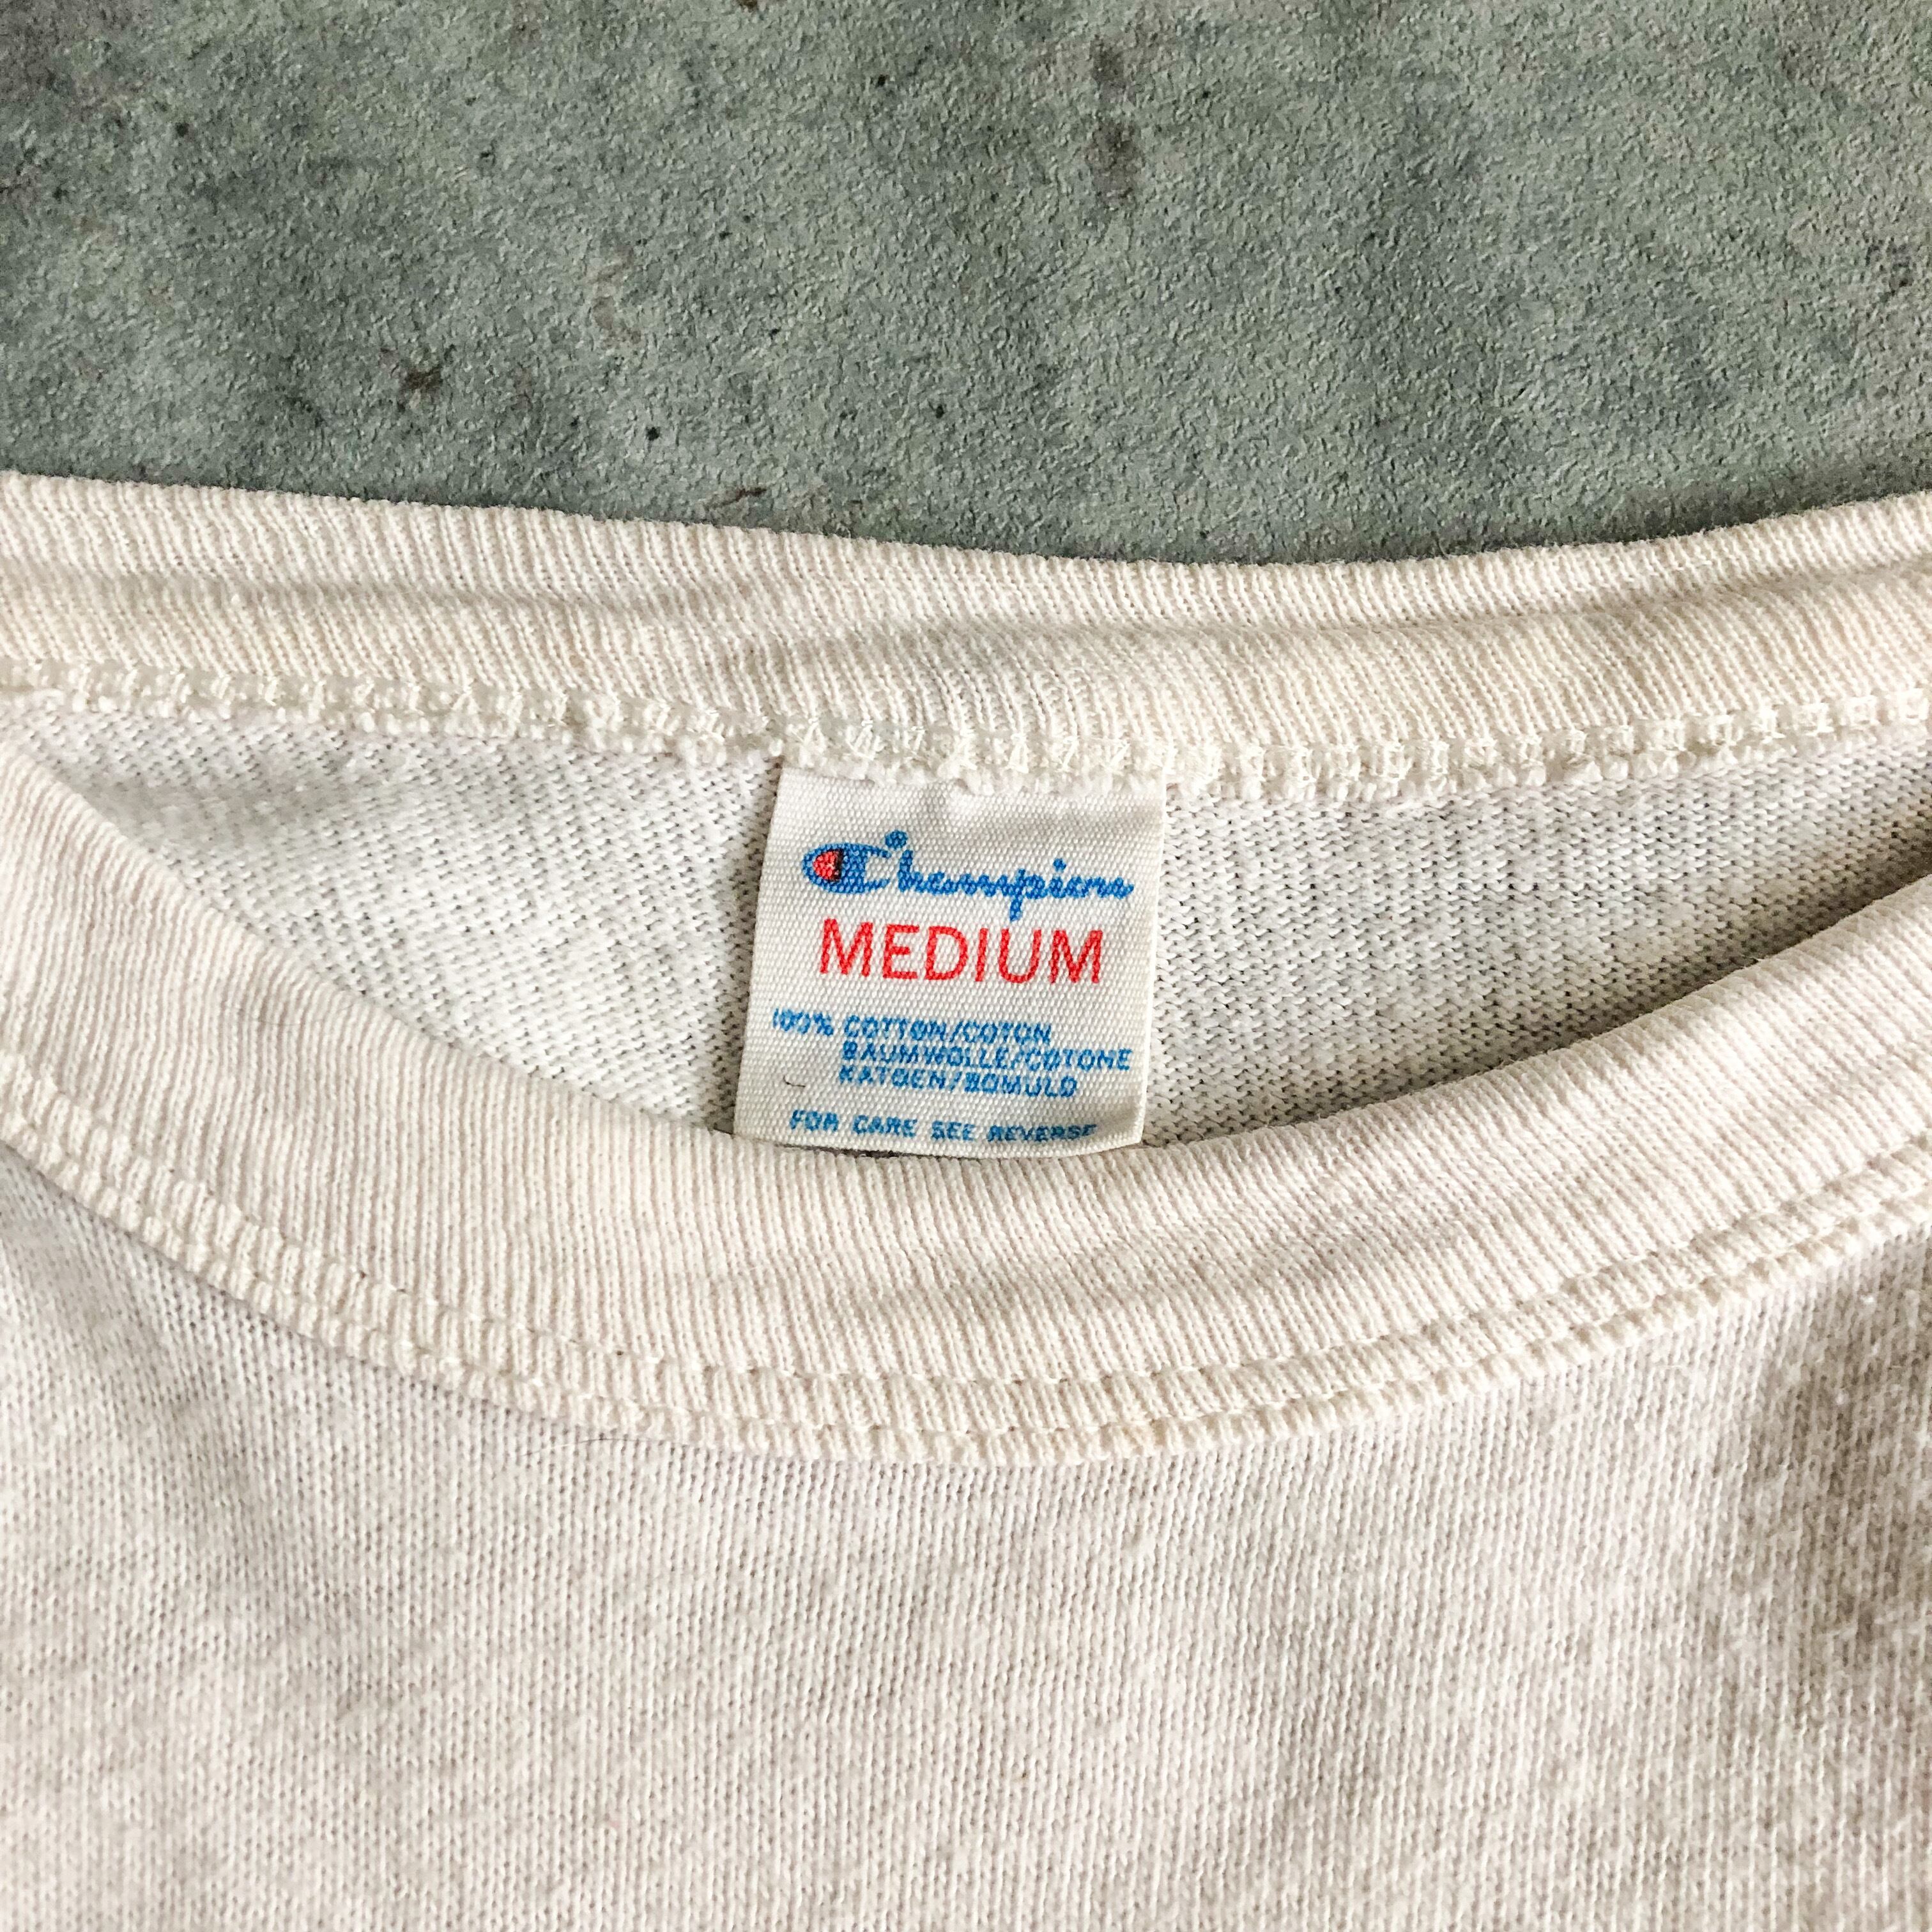 Champion
MEDIUM
100% COTTON/COTON
BAUMWOLLE/COTONE
KATOEN/BOMULD
FOR CARE SEE REVERSE